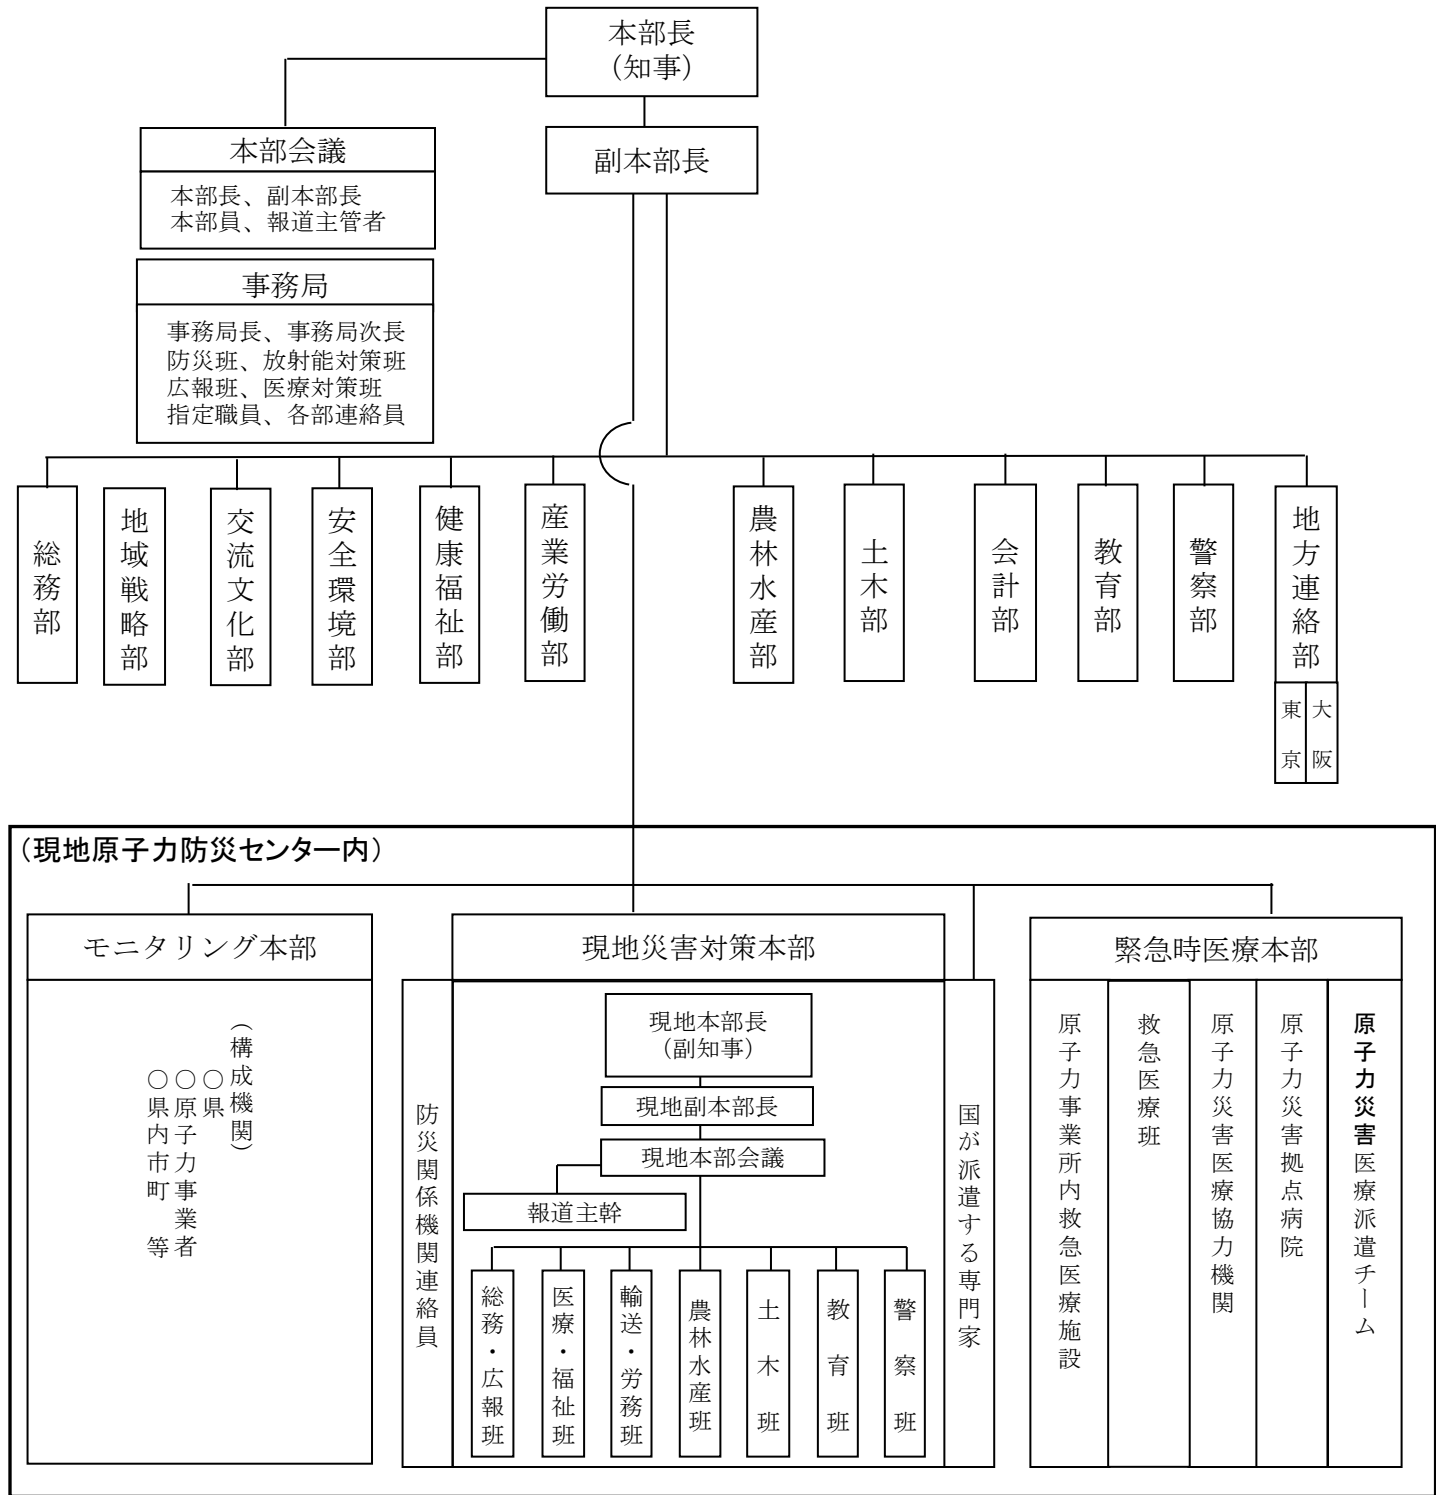 本部長
(知事)
副本部長
本部会議
本部長、副本部長
本部員、報道主管者
事務局
事務局長、事務局次長
防災班、放射能対策班
広報班、医療対策班
指定職員、各部連絡員
総務部
地域戦略部
交流文化部
安全環境部
健康福祉部
産業労働部
農林水産部
土木部
会計部
教育部
警察部
地方連絡部
東京
大阪
(現地原子力防災センター内)
モニタリング本部
(構成機関)
○県
○原子力事業者
○県内市町等
現地災害対策本部
防災関係機関連絡員
現地本部長
(副知事)
現地副本部長
現地本部会議
報道主幹
総務・広報班
医療・福祉班
輸送・労務班
農林水産班
土木班
教育班
警察班
国が派遣する専門家
緊急時医療本部
原子力事業所内救急医療施設
救急医療班
原子力災害医療協力機関
原子力災害拠点病院
原子力災害医療派遣チーム